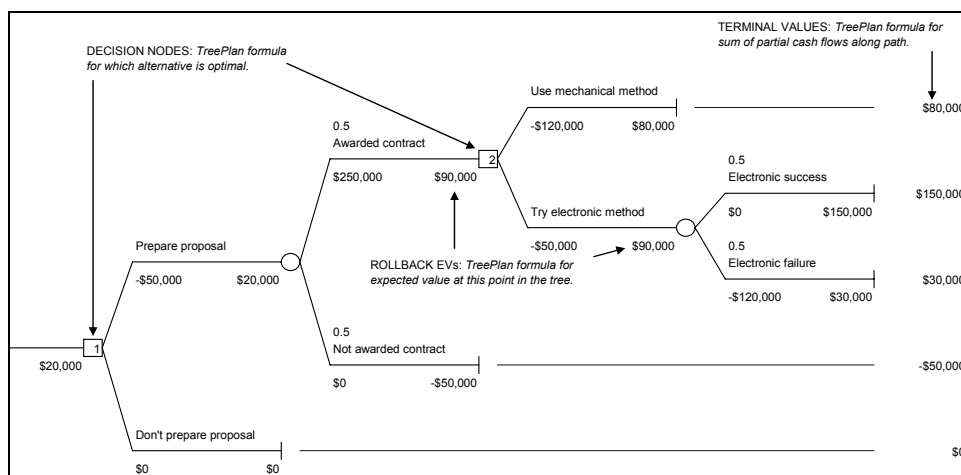 TERMINAL VALUES: TreePlan formula for
sum of partial cash flows along path.
DECISION NODES: TreePlan formula
for which alternative is optimal.
Use mechanical method
$80,000
-$120,000 $80,000
0.5
Awarded contract
2
0.5
Electronic success
$250,000 $90,000
$150,000
$0 $150,000
Try electronic method
-$50,000 $90,000
0.5
Electronic failure
Prepare proposal
ROLLBACK EVs: TreePlan formula for
expected value at this point in the tree.
-$50,000 $20,000
$30,000
-$120,000 $30,000
0.5
Not awarded contract
1
$20,000
-$50,000
$0 -$50,000
Don't prepare proposal
$0
$0 $0